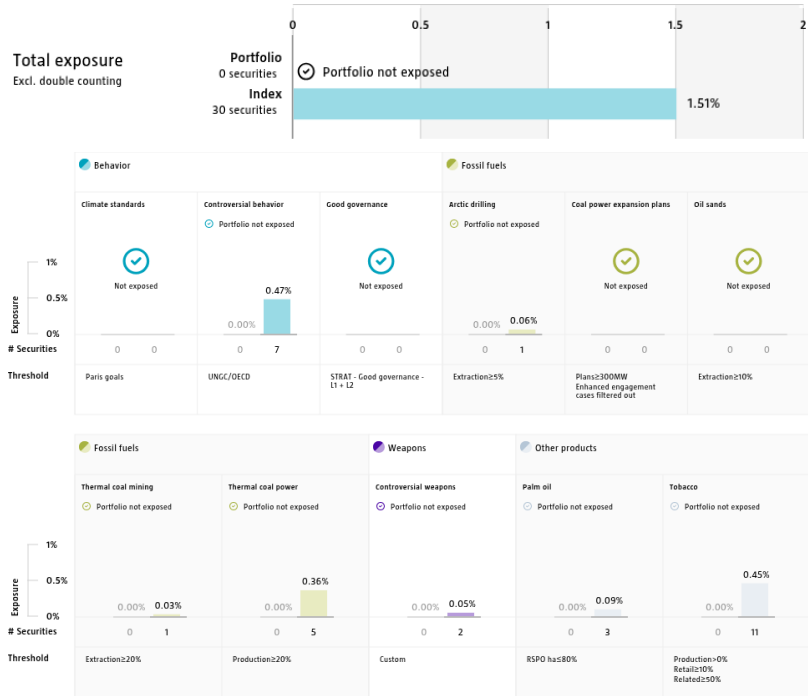 0 0.5 1 1.5 2
Total exposure
Excl. double counting
Portfolio
0 securities
Portfolio not exposed
Index
30 securities
1.51%
Behavior
Fossil fuels
Climate standards
Controversial behavior
Good governance
Arctic drilling
Coal power expansion plans
Oil sands
Portfolio not exposed
Portfolio not exposed
Not exposed
Not exposed
Not exposed
Not exposed
Exposure
1%
0.5%
0%
0.00% 0.47%
0.00% 0.06%
# Securities
0 0
0 7
0 0
0 1
0 0
0 0
Threshold
Paris goals
UNGC/OECD
STRAT - Good governance -
L1 + L2
Extraction≥5%
Plans≥300MW
Enhanced engagement
cases filtered out
Extraction≥10%
Fossil fuels
Weapons
Other products
Thermal coal mining
Thermal coal power
Controversial weapons
Palm oil
Tobacco
Portfolio not exposed
Portfolio not exposed
Portfolio not exposed
Portfolio not exposed
Portfolio not exposed
Exposure
1%
0.5%
0%
0.00% 0.03%
0.00% 0.36%
0.00% 0.05%
0.00% 0.09%
0.00% 0.45%
# Securities
0 1
0 5
0 2
0 3
0 11
Threshold
Extraction≥20%
Production≥20%
Custom
RSPO ha≤80%
Production>0%
Retail≥10%
Related≥50%